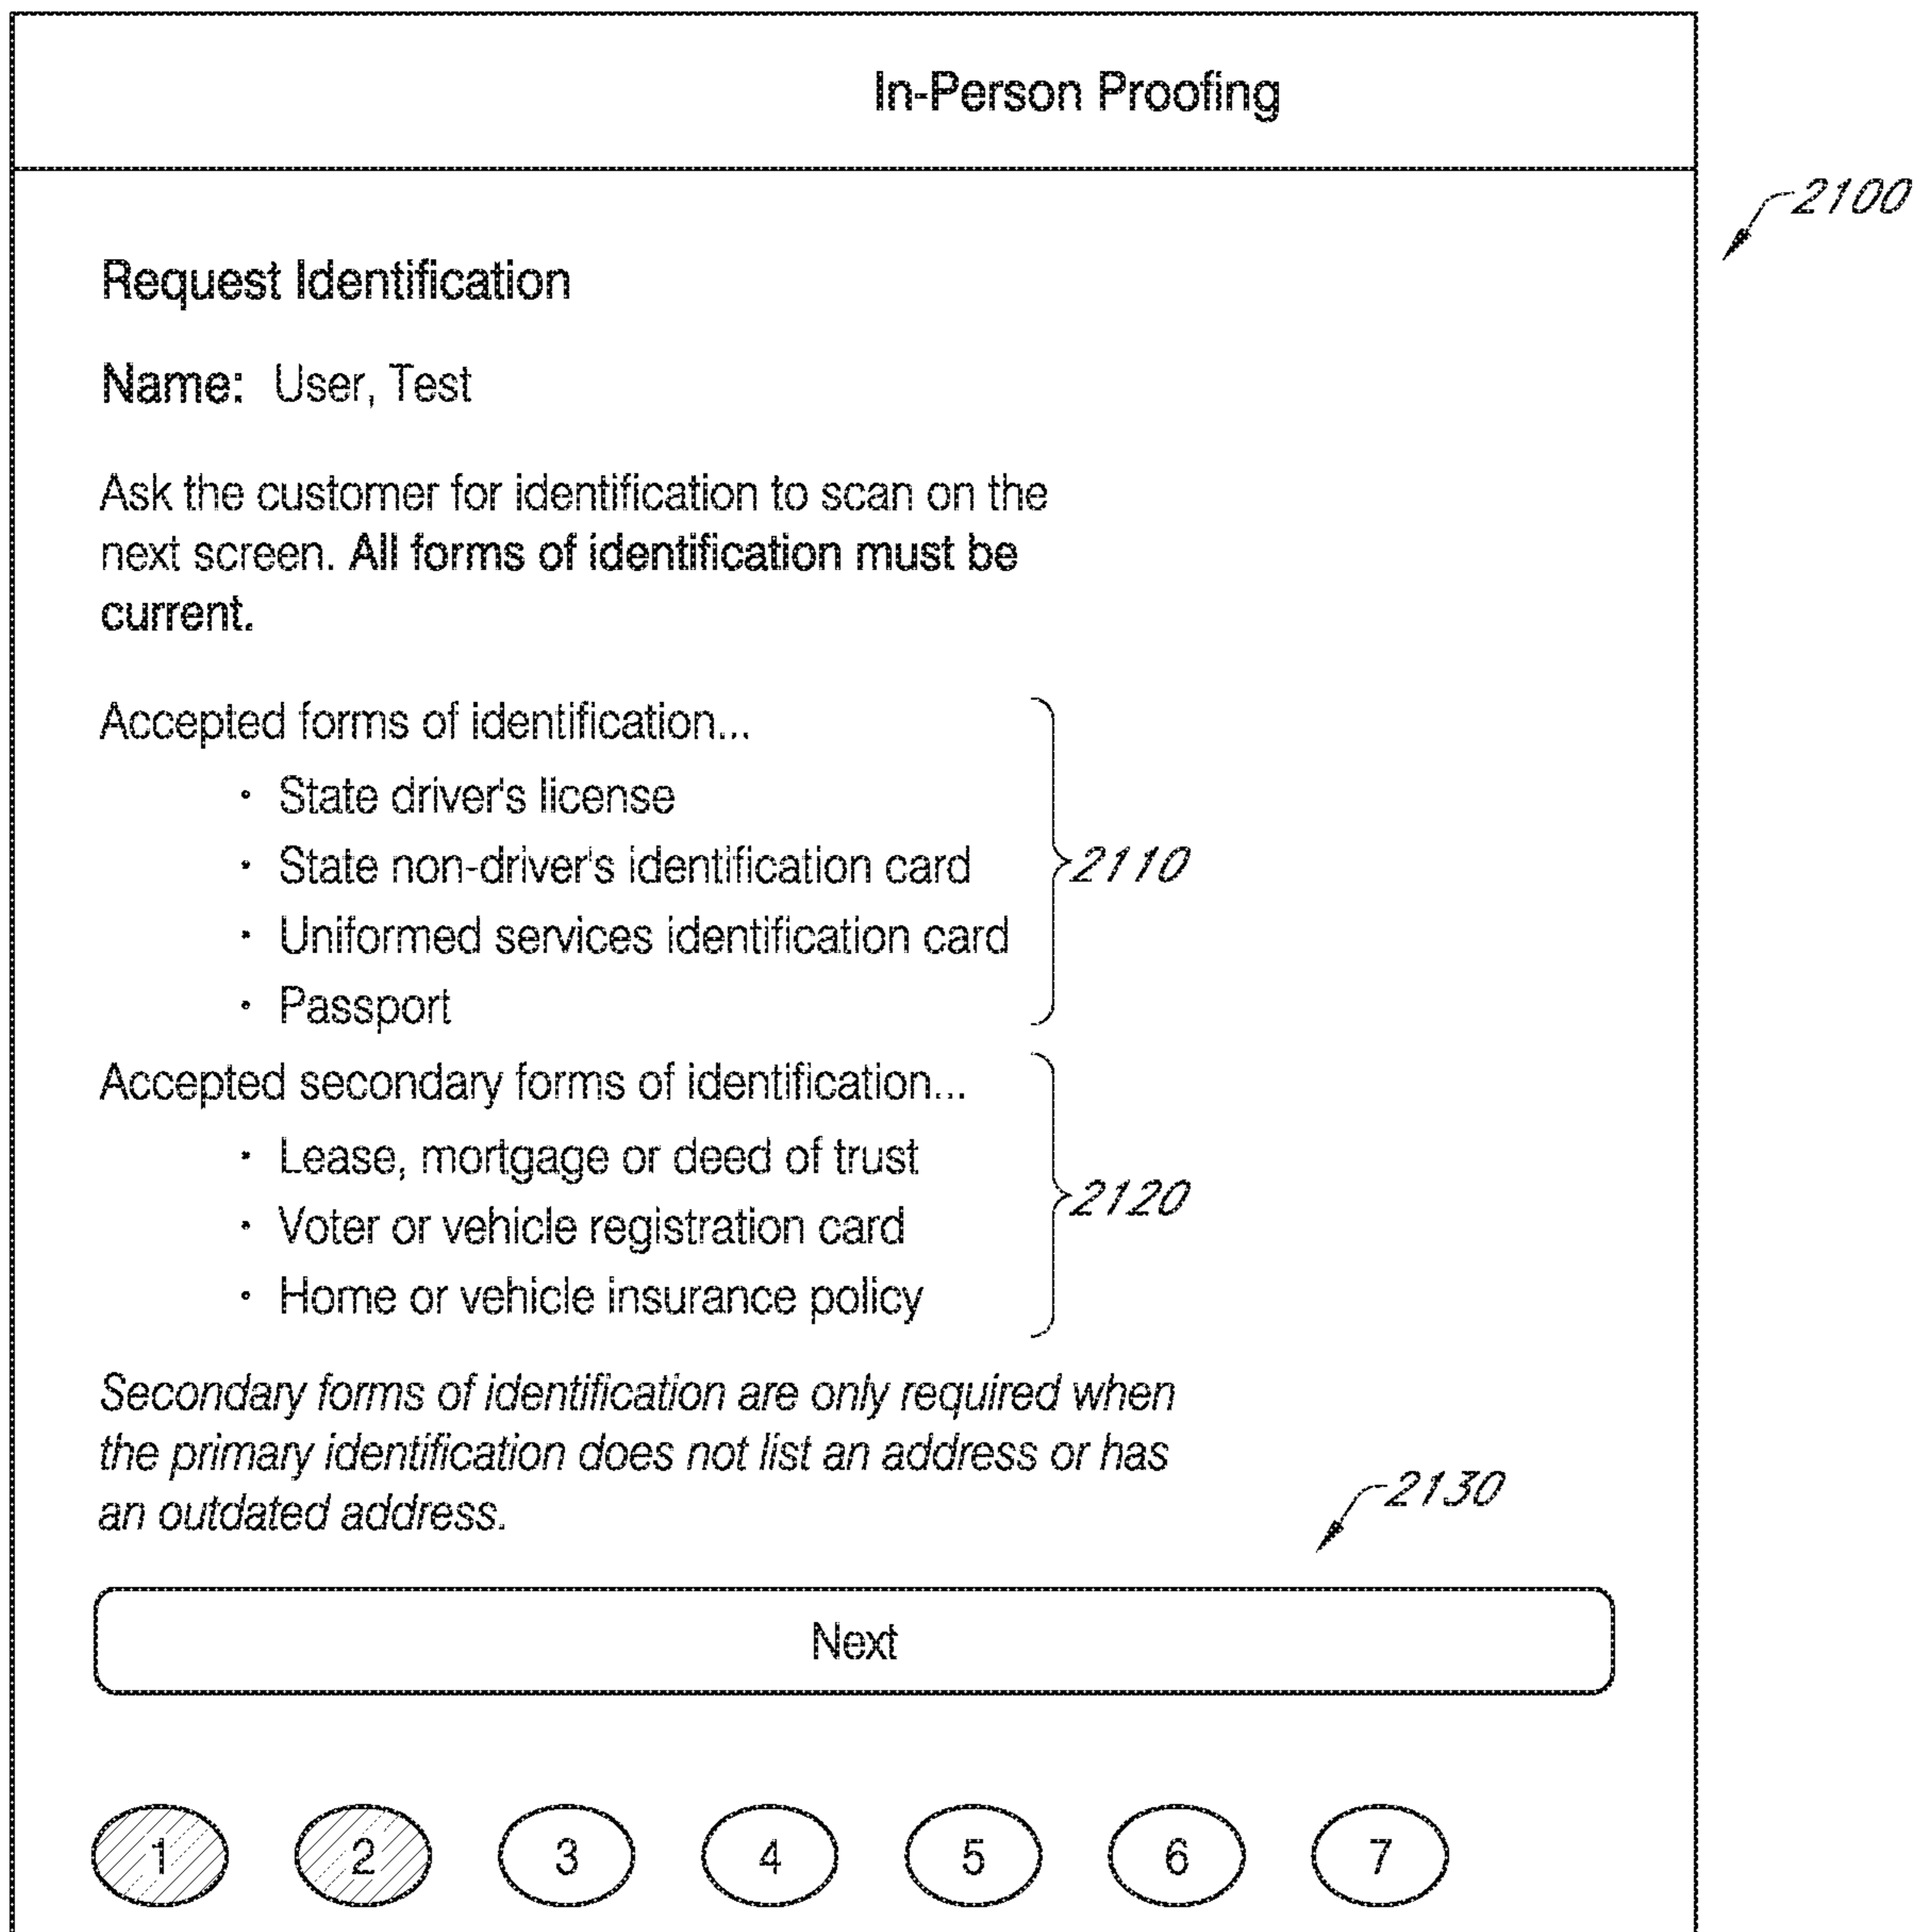 In-Person Proofing
2100
Request Identification
Name: User, Test
Ask the customer for identification to scan on the
next screen. All forms of identification must be
current.
Accepted forms of identification...
· State driver's license
· State non-driver's identification card
· Uniformed services identification card
· Passport
2110
Accepted secondary forms of identification...
· Lease, mortgage or deed of trust
· Voter or vehicle registration card
· Home or vehicle insurance policy
2120
Secondary forms of identification are only required when
the primary identification does not list an address or has
an outdated address.
2130
Next
1 2 3 4 5 6 7